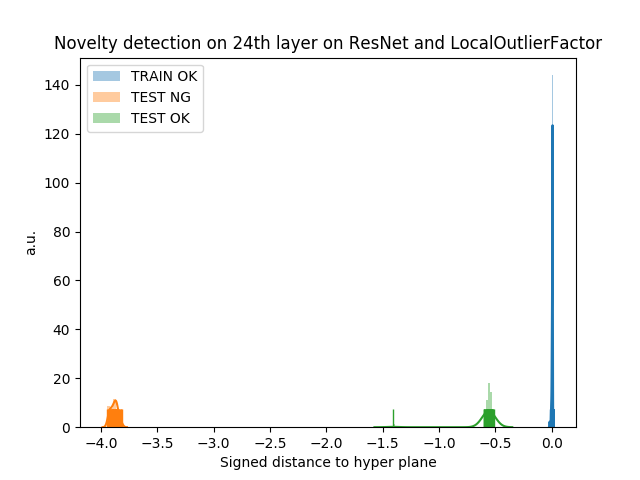 Novelty detection on 24th layer on ResNet and LocalOutlierFactor
TRAIN OK
TEST NG
TEST OK
140
120
100
80
60
40
20
0
a.u.
−4.0 −3.5 −3.0 −2.5 −2.0 −1.5 −1.0 −0.5 0.0
Signed distance to hyper plane